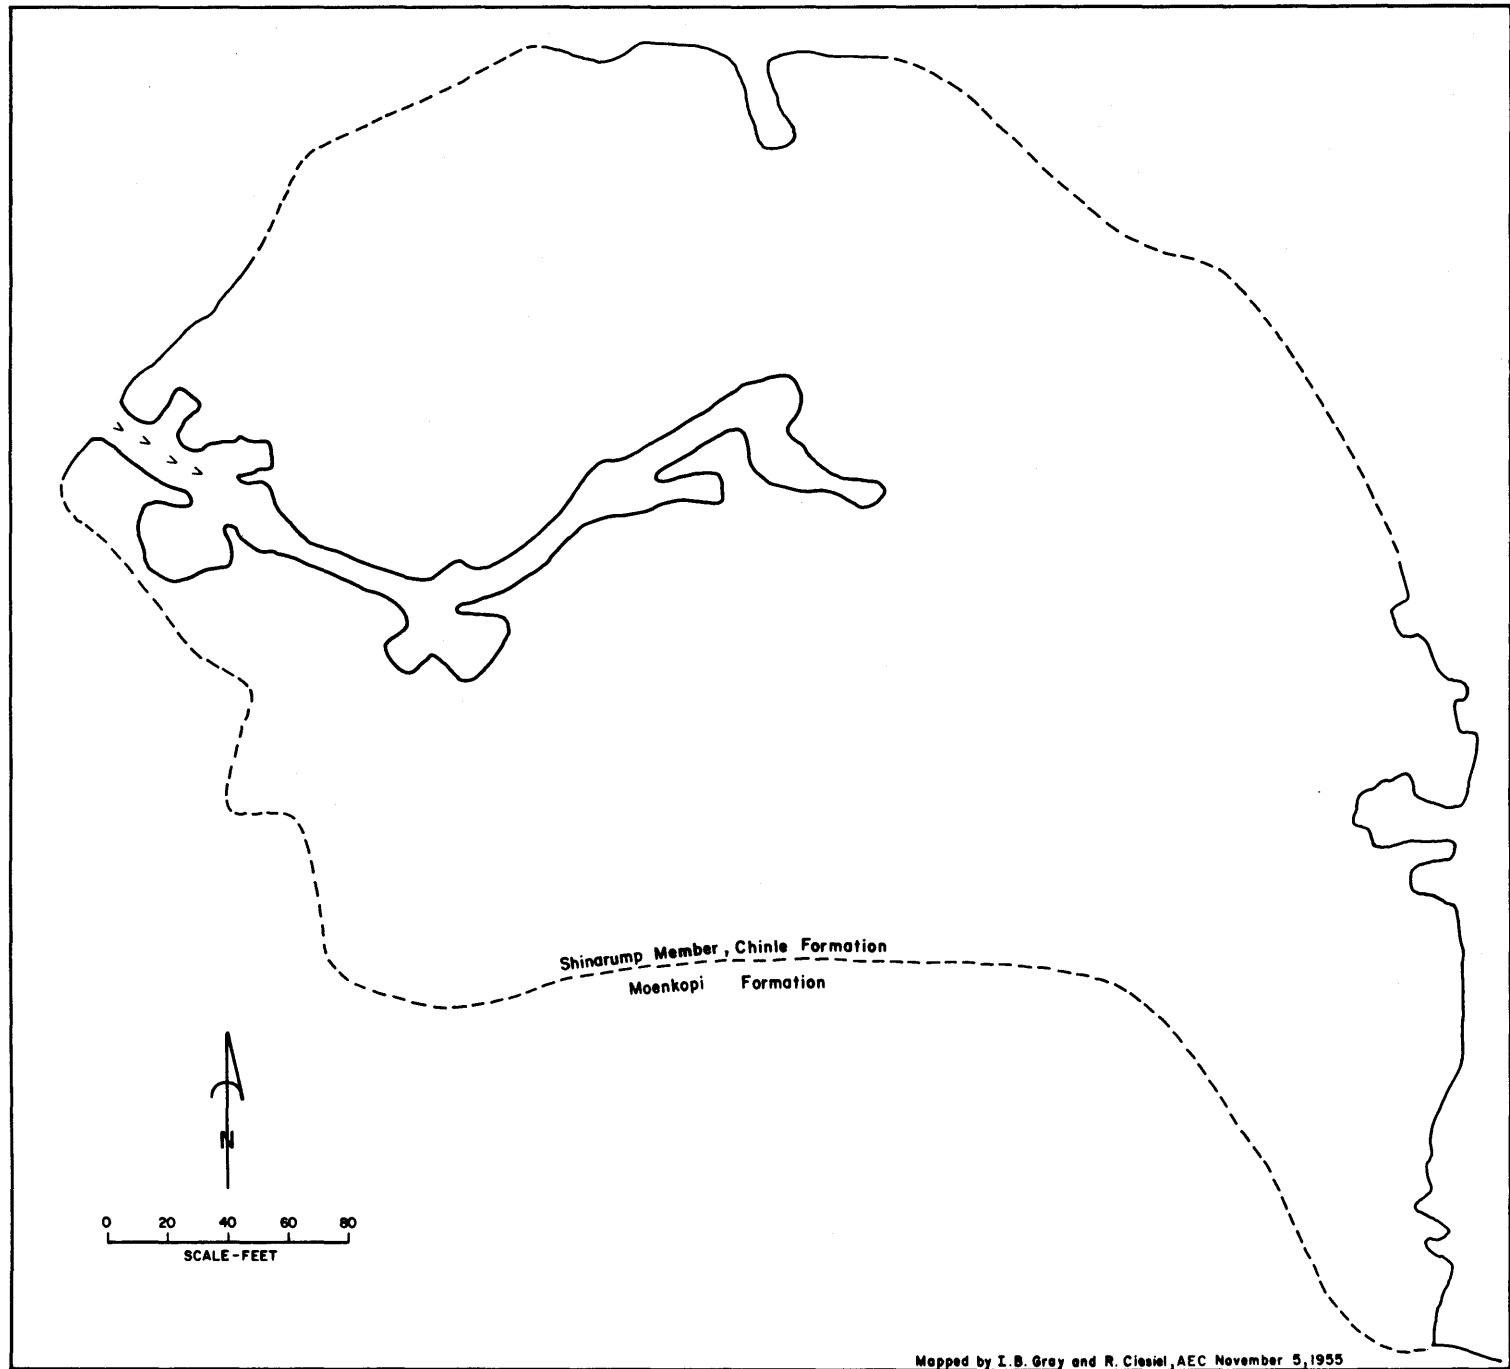 Shinarump Member, Chinle Formation
Moenkopi Formation
N
0 20 40 60 80
SCALE-FEET
Mapped by I.B. Gray and R. Ciesiel, AEC November 5, 1955